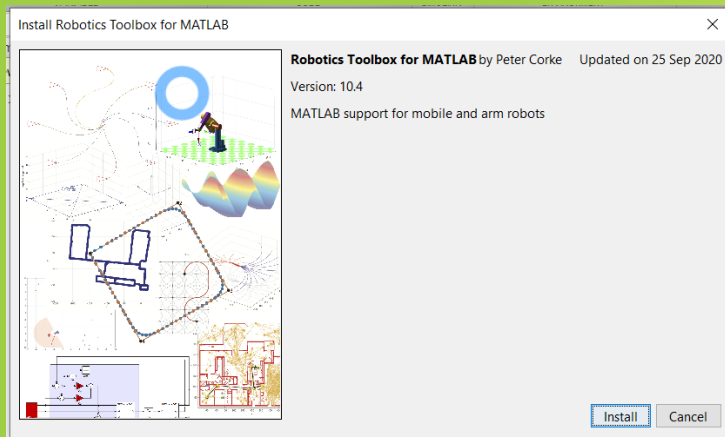 Install Robotics Toolbox for MATLAB
Robotics Toolbox for MATLAB by Peter Corke Updated on 25 Sep 2020
Version: 10.4
MATLAB support for mobile and arm robots
Install Cancel